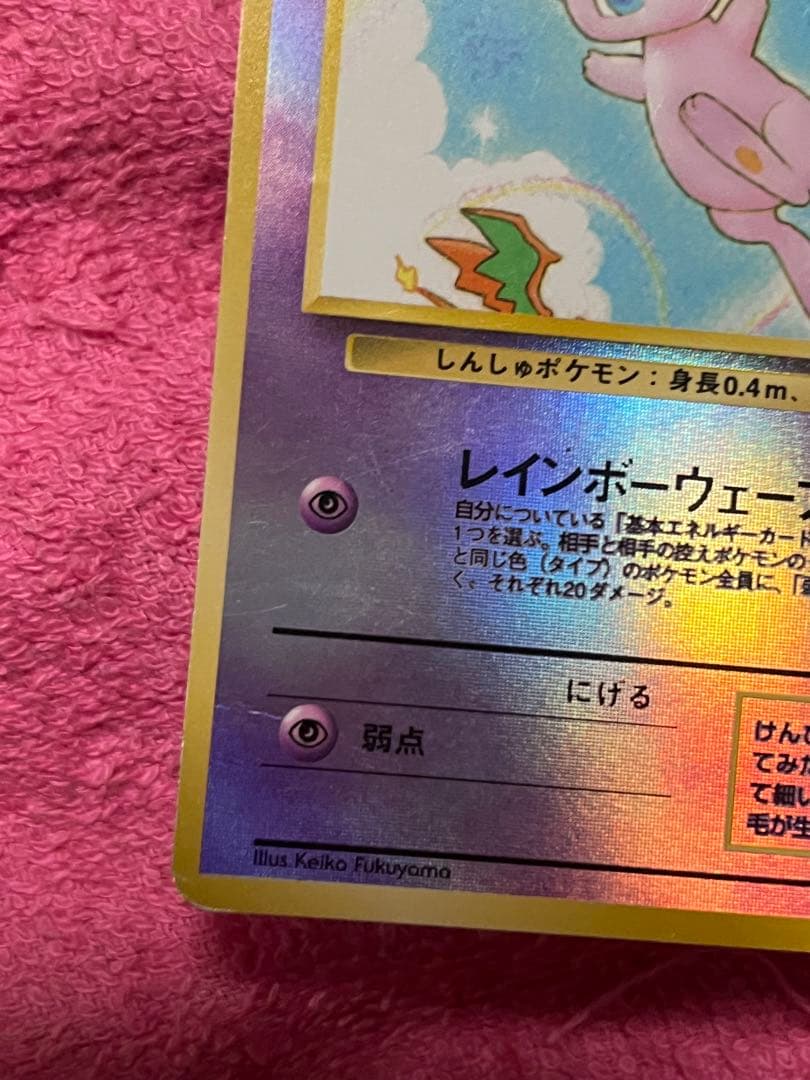 しんしゅポケモン：身長0.4m、
レインボーウェー
自分についている「基本エネルギーカード
1つを選ぶ。相手と相手の控えポケモンの
と同じ色（タイプ）のポケモン全員に、「
く、それぞれ20ダメージ。
にげる
弱点
けん
てみた
て細い
毛が生
Illus. Keiko Fukuyama